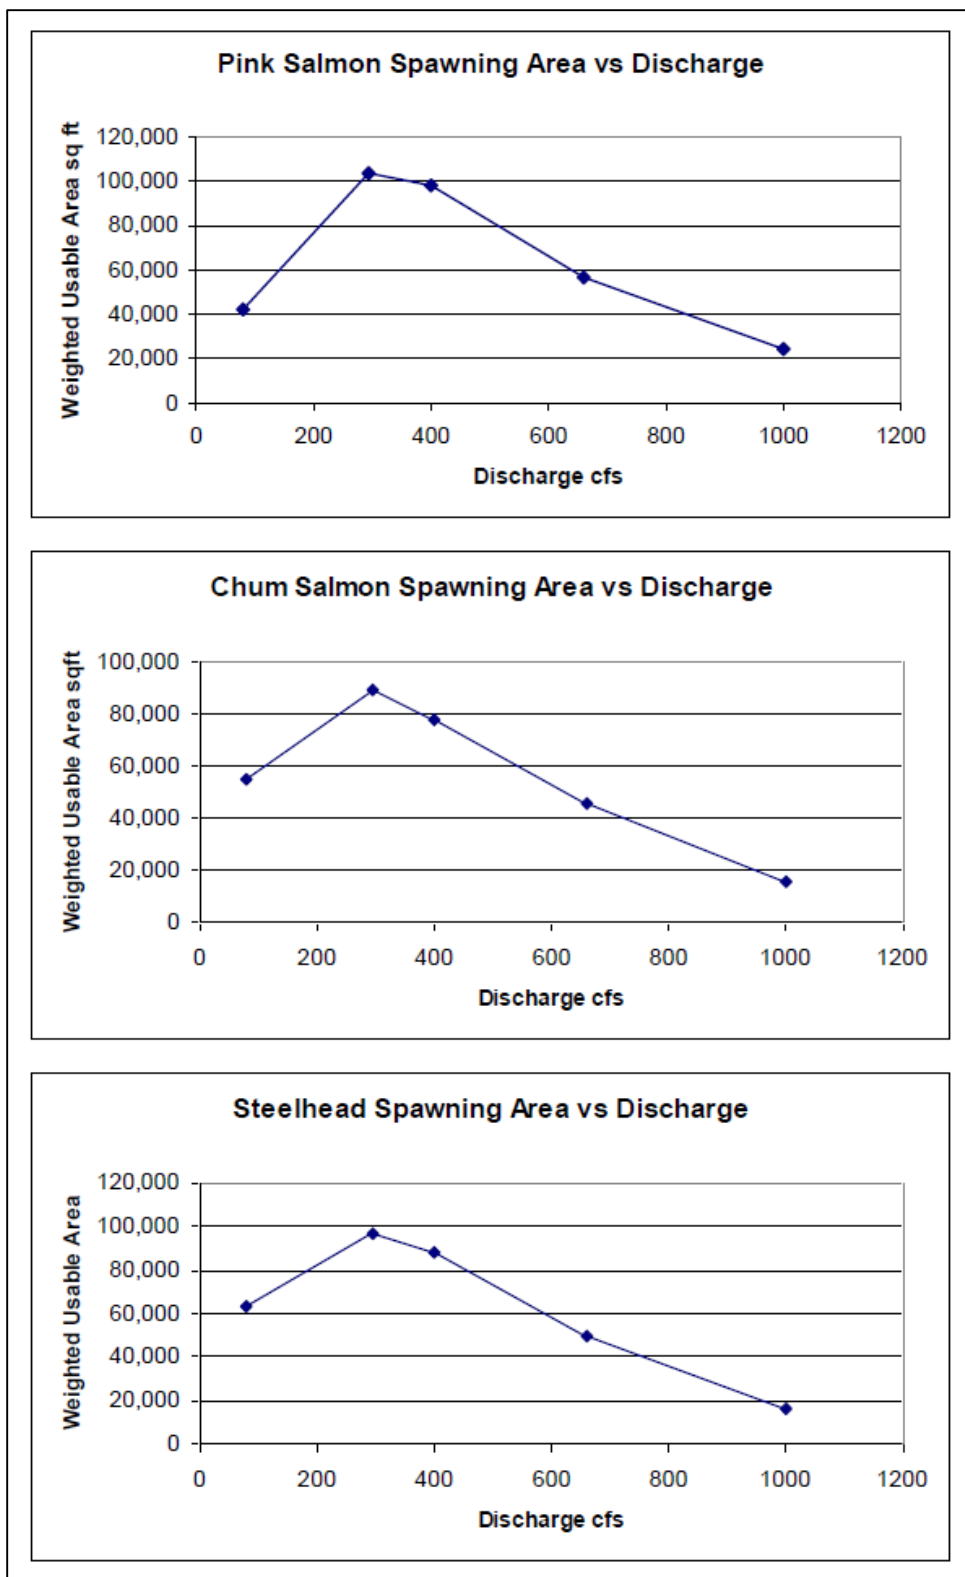 Pink Salmon Spawning Area vs Discharge
Weighted Usable Area sq ft
120,000
100,000
80,000
60,000
40,000
20,000
0
0 200 400 600 800 1000 1200
Discharge cfs
Chum Salmon Spawning Area vs Discharge
Weighted Usable Area sqft
100,000
80,000
60,000
40,000
20,000
0
0 200 400 600 800 1000 1200
Discharge cfs
Steelhead Spawning Area vs Discharge
Weighted Usable Area
120,000
100,000
80,000
60,000
40,000
20,000
0
0 200 400 600 800 1000 1200
Discharge cfs